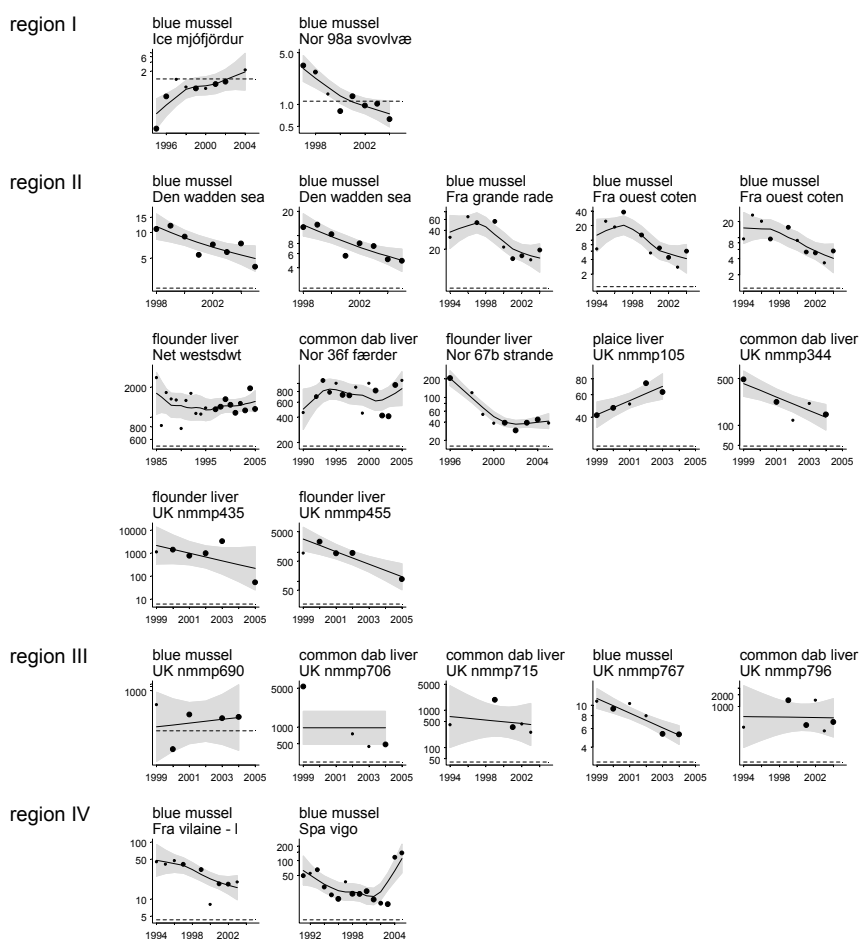 region I
blue mussel
Ice mjófjördur
6
4
2
1996 2000 2004
blue mussel
Nor 98a svovlvæ
5.0
1.0
0.5
1998 2002
region II
blue mussel
Den wadden sea
15
10
5
1998 2002
blue mussel
Den wadden sea
20
8
6
4
1998 2002
blue mussel
Fra grande rade
60
40
20
1994 1998 2002
blue mussel
Fra ouest coten
40
20
8
4
2
1994 1998 2002
blue mussel
Fra ouest coten
20
8
4
2
1994 1998 2002
flounder liver
Net westsdwt
2000
800
600
1985 1995 2005
common dab liver
Nor 36f færder
800
600
400
200
1990 1995 2000 2005
flounder liver
Nor 67b strande
200
100
60
40
20
1996 2000 2004
plaice liver
UK nmmp105
80
60
40
1999 2001 2003 2005
common dab liver
UK nmmp344
500
100
50
1999 2001 2003 2005
flounder liver
UK nmmp435
10000
1000
100
10
1999 2001 2003 2005
flounder liver
UK nmmp455
5000
500
50
1999 2001 2003 2005
region III
blue mussel
UK nmmp690
1000
1999 2001 2003 2005
common dab liver
UK nmmp706
5000
1000
500
1999 2001 2003 2005
common dab liver
UK nmmp715
5000
1000
500
100
50
1994 1998 2002
blue mussel
UK nmmp767
10
8
6
4
1999 2001 2003 2005
common dab liver
UK nmmp796
2000
1000
1994 1998 2002
region IV
blue mussel
Fra vilaine - l
100
50
10
5
1994 1998 2003
blue mussel
Spa vigo
200
100
50
1992 1998 2004